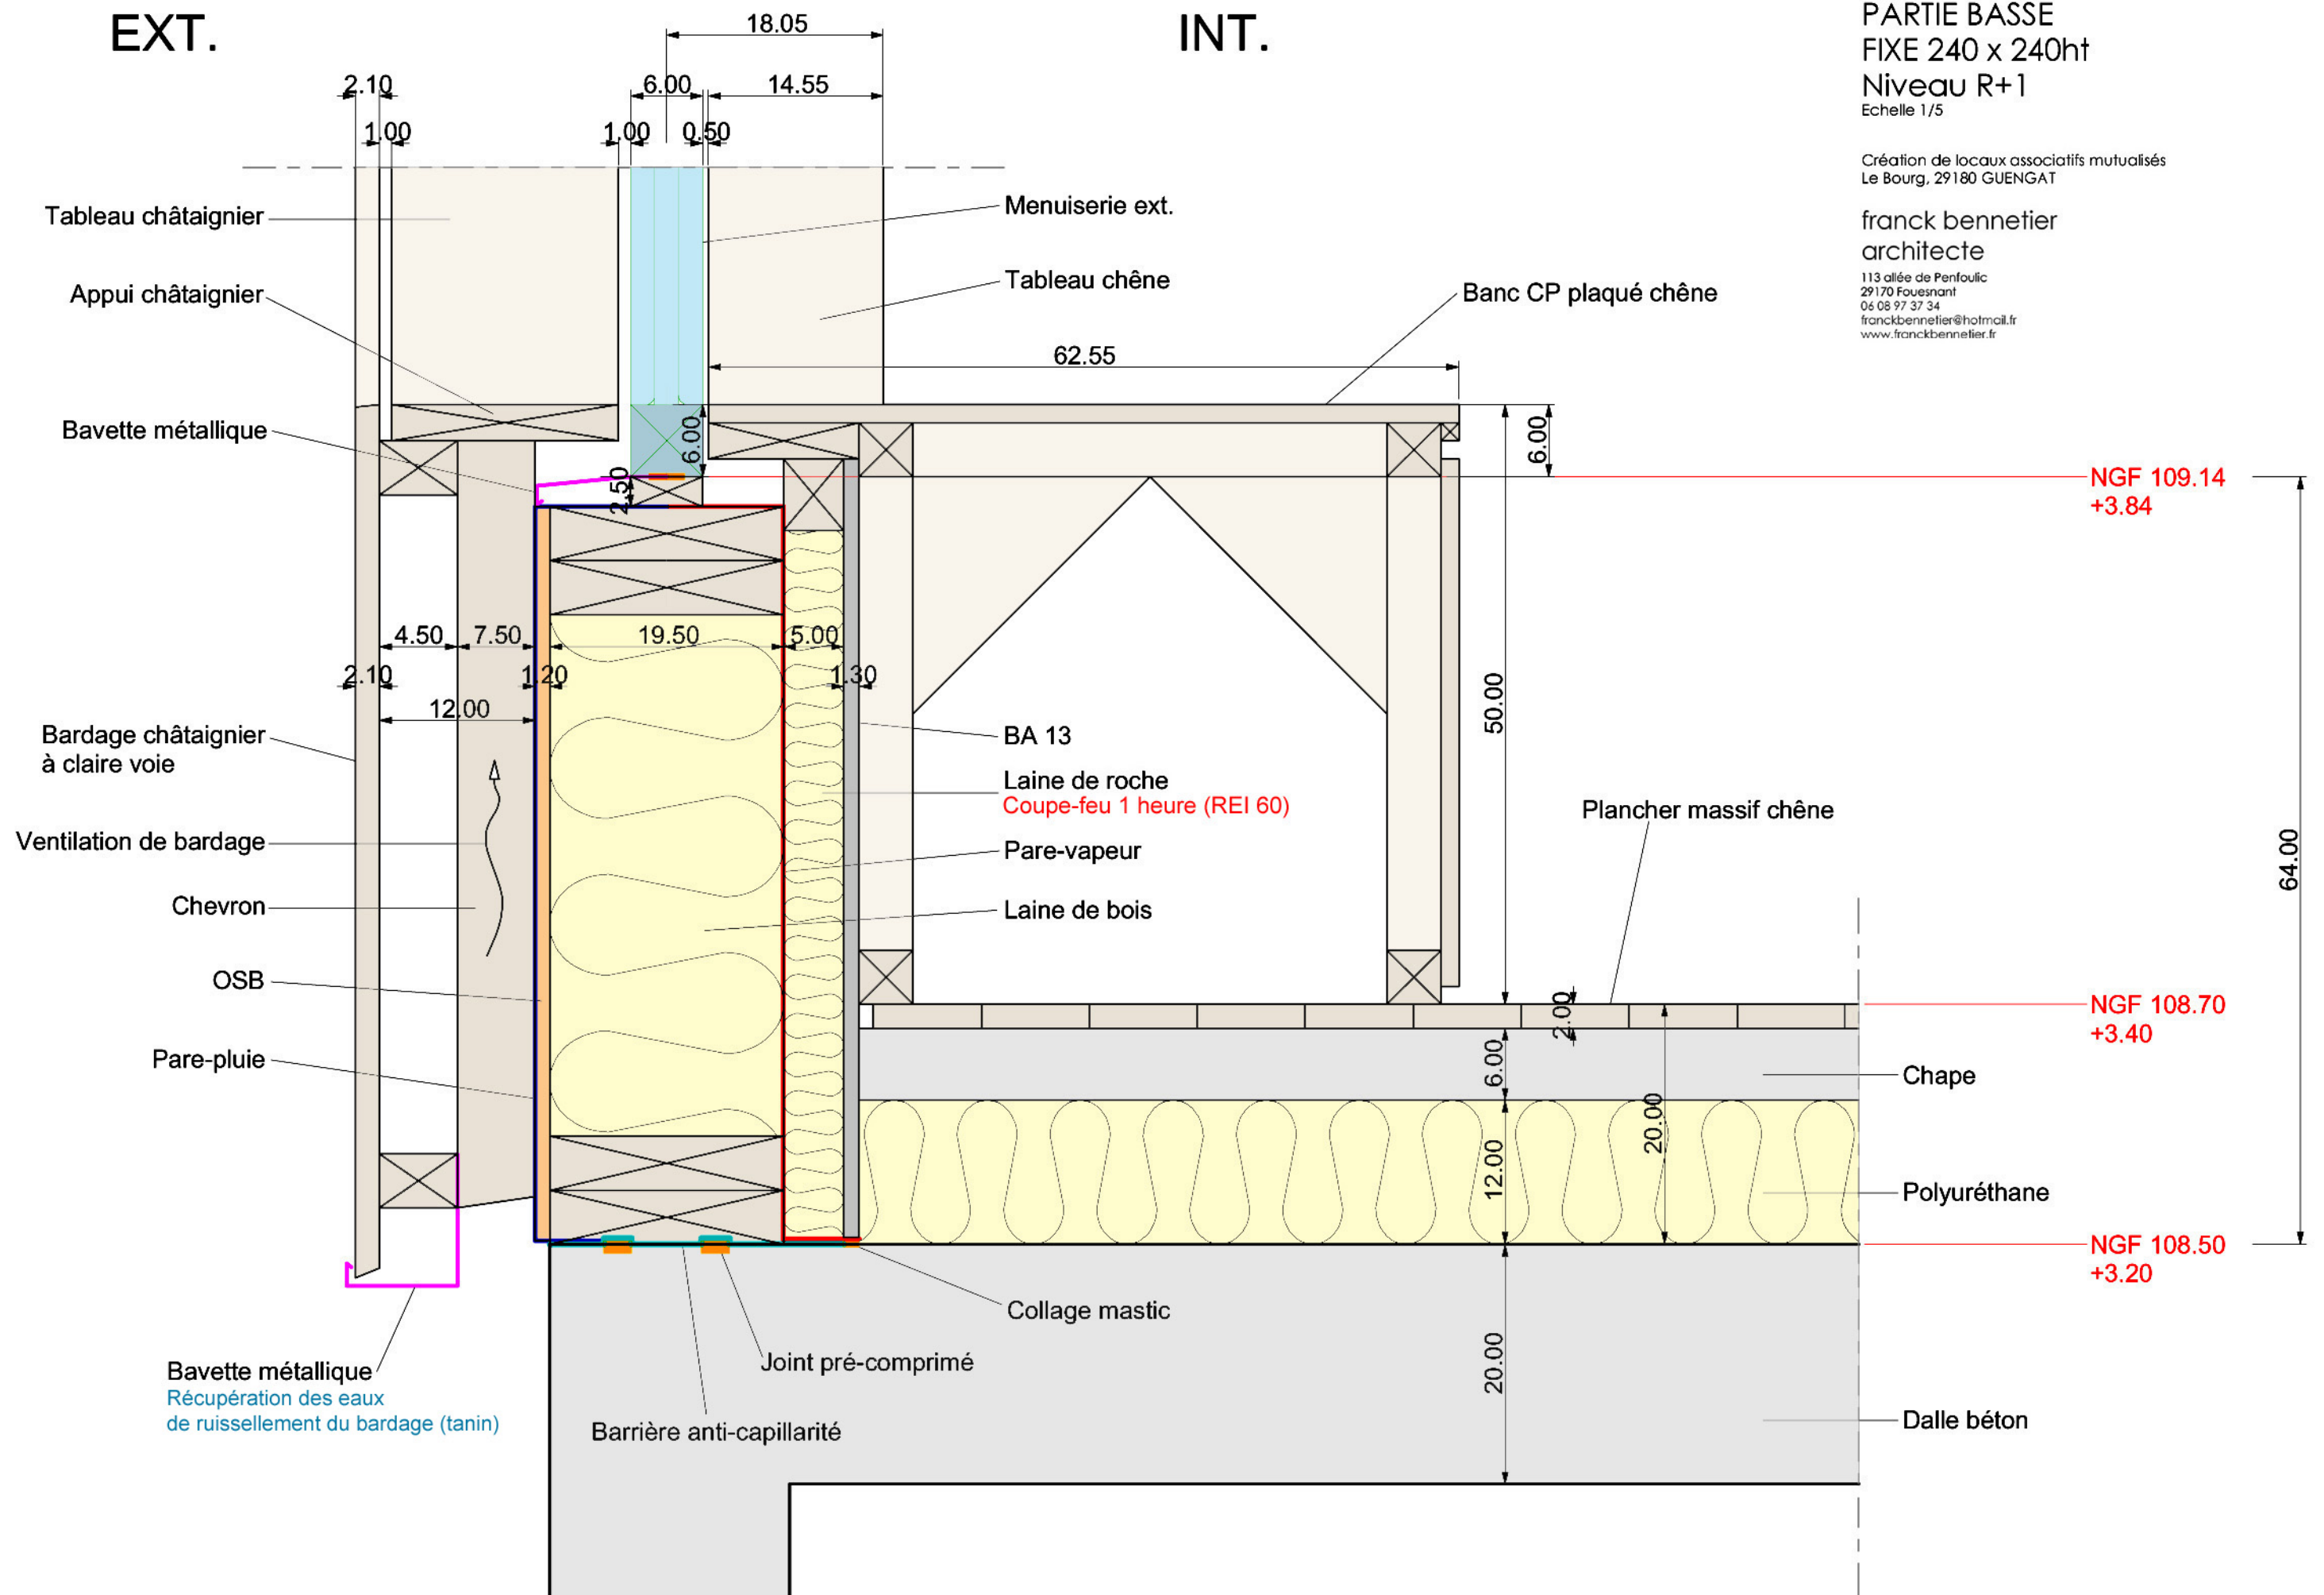 EXT.
INT.
PARTIE BASSE
FIXE 240 x 240ht
Niveau R+1
Echelle 1/5
Création de locaux associatifs mutualisés
Le Bourg, 29180 GUENGAT
franck bennetier
architecte
113 allée de Penfoulic
29170 Fouesnant
06 08 97 37 34
franckbennetier@hotmail.fr
www.franckbennetier.fr
18.05
2.10
6.00
14.55
1.00
1.00
0.50
Tableau châtaignier
Menuiserie ext.
Appui châtaignier
Tableau chêne
Banc CP plaqué chêne
62.55
Bavette métallique
6.00
6.00
2.50
NGF 109.14
+3.84
4.50
7.50
19.50
5.00
2.10
1.20
1.30
12.00
50.00
Bardage châtaignier
à claire voie
BA 13
Laine de roche
Coupe-feu 1 heure (REI 60)
Plancher massif chêne
Ventilation de bardage
Pare-vapeur
64.00
Chevron
Laine de bois
OSB
2.00
NGF 108.70
+3.40
Pare-pluie
6.00
Chape
20.00
12.00
Polyuréthane
NGF 108.50
+3.20
Collage mastic
Joint pré-comprimé
20.00
Bavette métallique
Récupération des eaux
de ruissellement du bardage (tanin)
Barrière anti-capillarité
Dalle béton